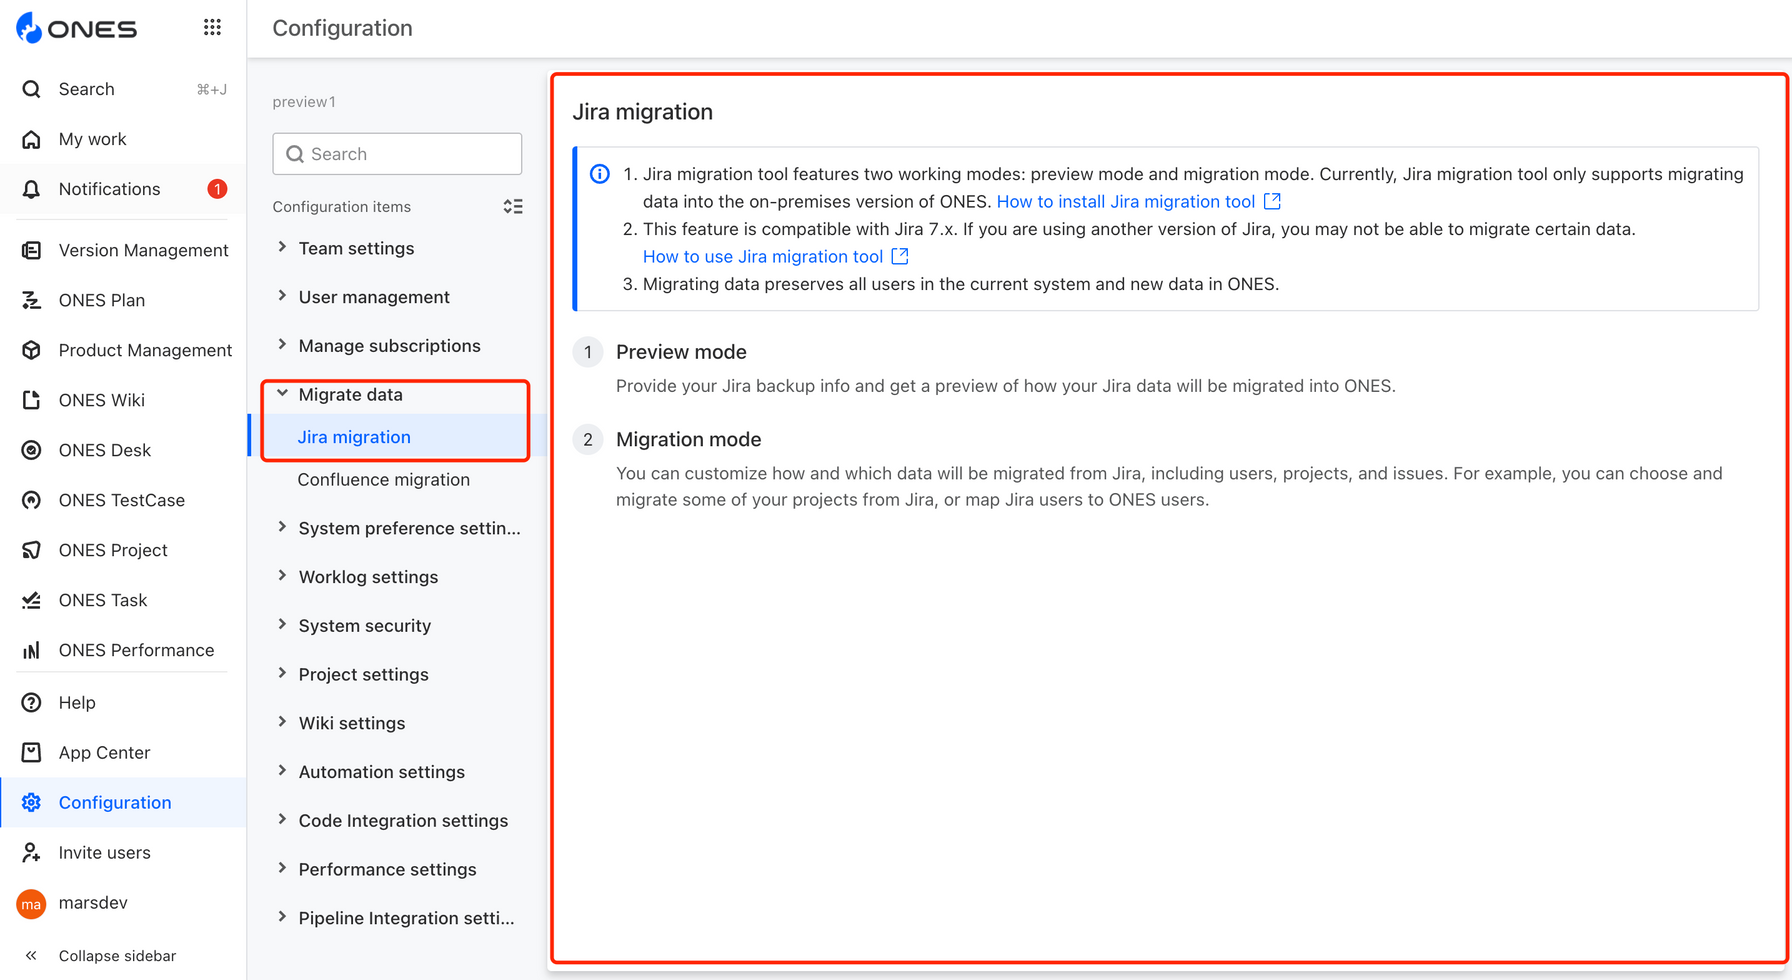 ONES
Search ⌘+J
My work
Notifications 1
Version Management
ONES Plan
Product Management
ONES Wiki
ONES Desk
ONES TestCase
ONES Project
ONES Task
ONES Performance
Help
App Center
Configuration
Invite users
ma marsdev
Collapse sidebar
Configuration
preview1
Search
Configuration items
Team settings
User management
Manage subscriptions
Migrate data
Jira migration
Confluence migration
System preference settin...
Worklog settings
System security
Project settings
Wiki settings
Automation settings
Code Integration settings
Performance settings
Pipeline Integration setti...
Jira migration
1. Jira migration tool features two working modes: preview mode and migration mode. Currently, Jira migration tool only supports migrating
data into the on-premises version of ONES. How to install Jira migration tool
2. This feature is compatible with Jira 7.x. If you are using another version of Jira, you may not be able to migrate certain data.
How to use Jira migration tool
3. Migrating data preserves all users in the current system and new data in ONES.
1 Preview mode
Provide your Jira backup info and get a preview of how your Jira data will be migrated into ONES.
2 Migration mode
You can customize how and which data will be migrated from Jira, including users, projects, and issues. For example, you can choose and
migrate some of your projects from Jira, or map Jira users to ONES users.